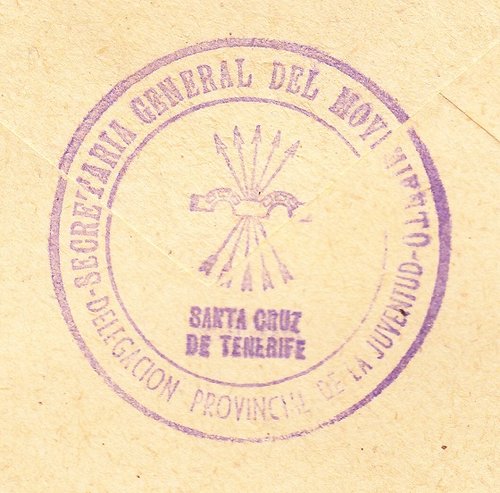 SECRETARIA GENERAL DEL MOVIMIENTO
-DELEGACION PROVINCIAL DE LA JUVENTUD-
SANTA CRUZ
DE TENERIFE